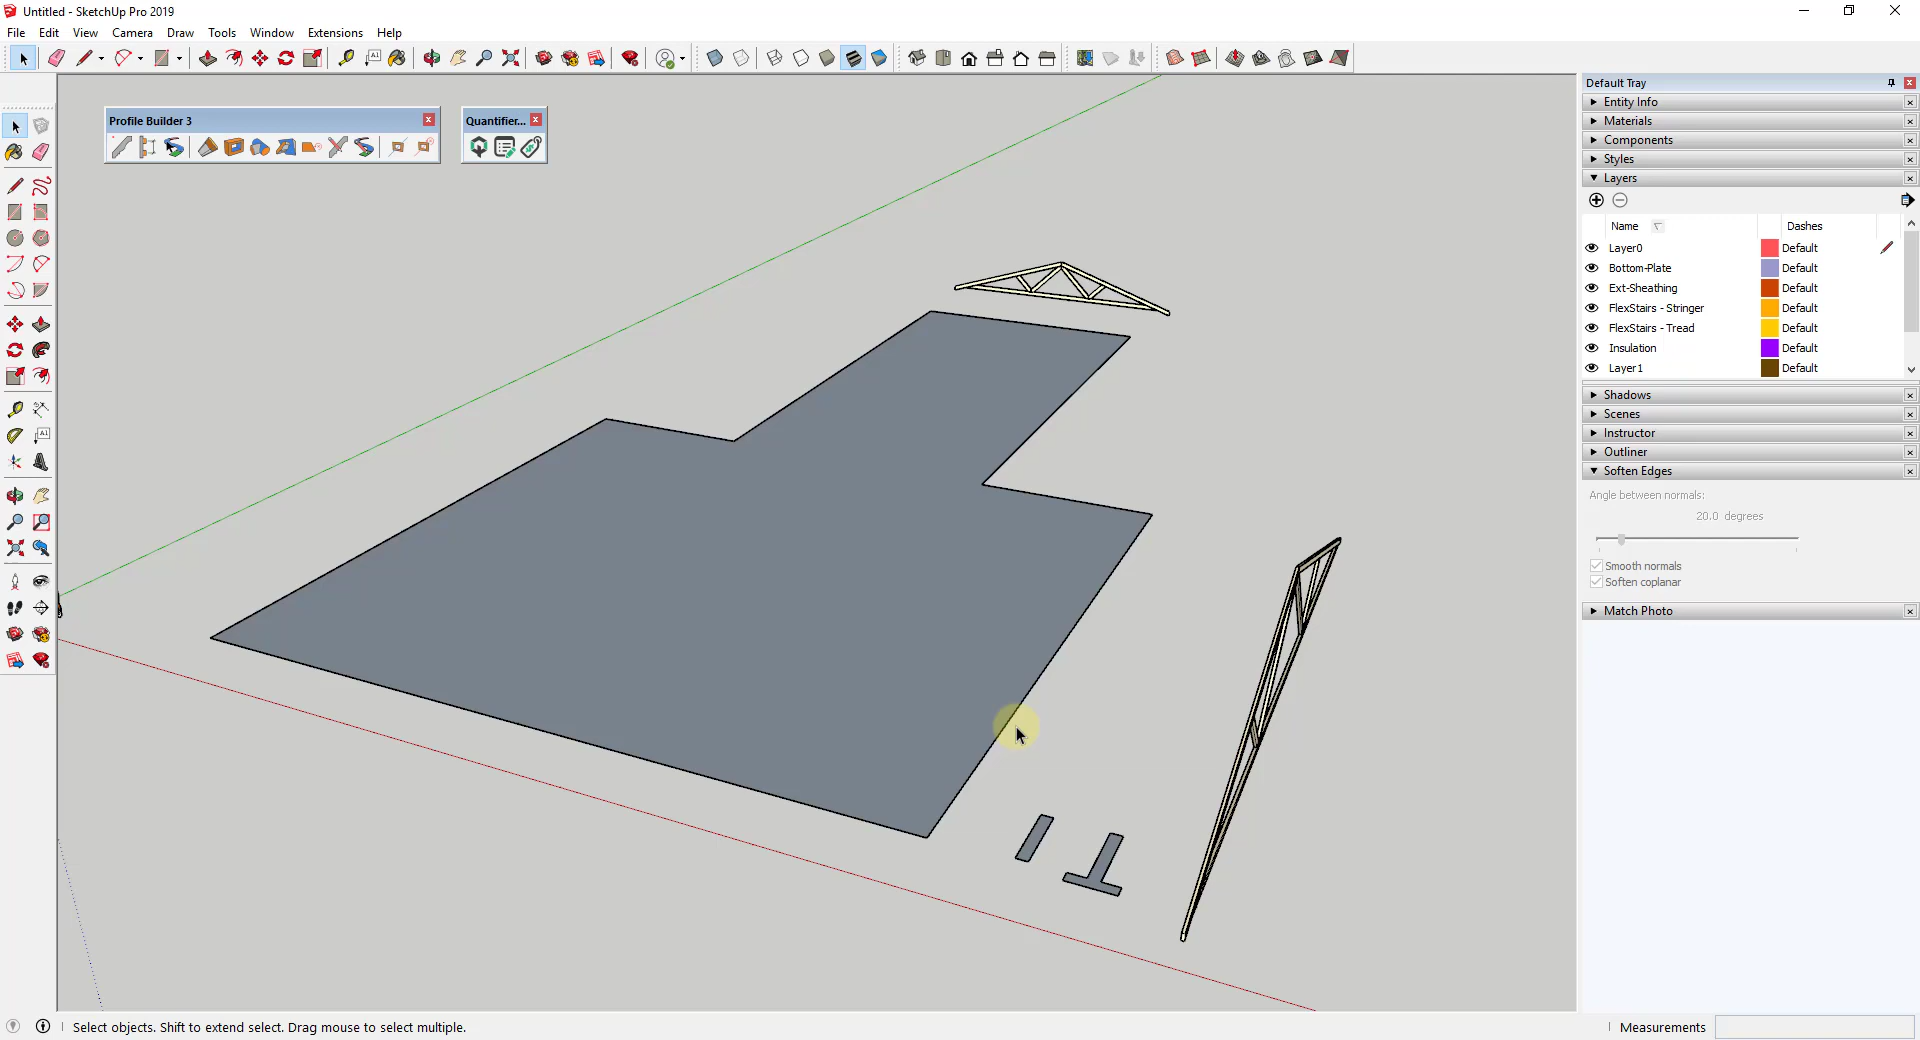 Untitled - SketchUp Pro 2019
File Edit View Camera Draw Tools Window Extensions Help
A1
Default Tray
Profile Builder 3
Quantifier...
Entity Info
Materials
Components
Styles
Layers
Name Dashes
Layer0 Default
Bottom-Plate Default
Ext-Sheathing Default
FlexStairs - Stringer Default
FlexStairs - Tread Default
Insulation Default
Layer1 Default
Shadows
Scenes
Instructor
Outliner
Soften Edges
Angle between normals:
20.0 degrees
Smooth normals
Soften coplanar
Match Photo
A1
Select objects. Shift to extend select. Drag mouse to select multiple.
Measurements